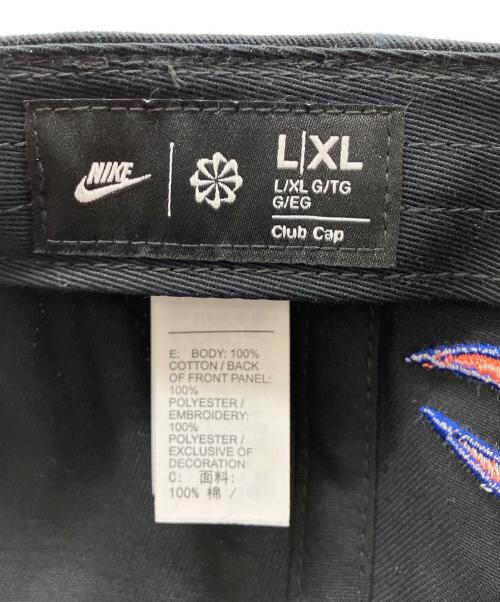 NIKE
L|XL
L/XL G/TG
G/EG
Club Cap
E: BODY: 100%
COTTON / BACK
OF FRONT PANEL:
100%
POLYESTER /
EMBROIDERY:
100%
POLYESTER /
EXCLUSIVE OF
DECORATION
C: 面料:
100% 棉 /